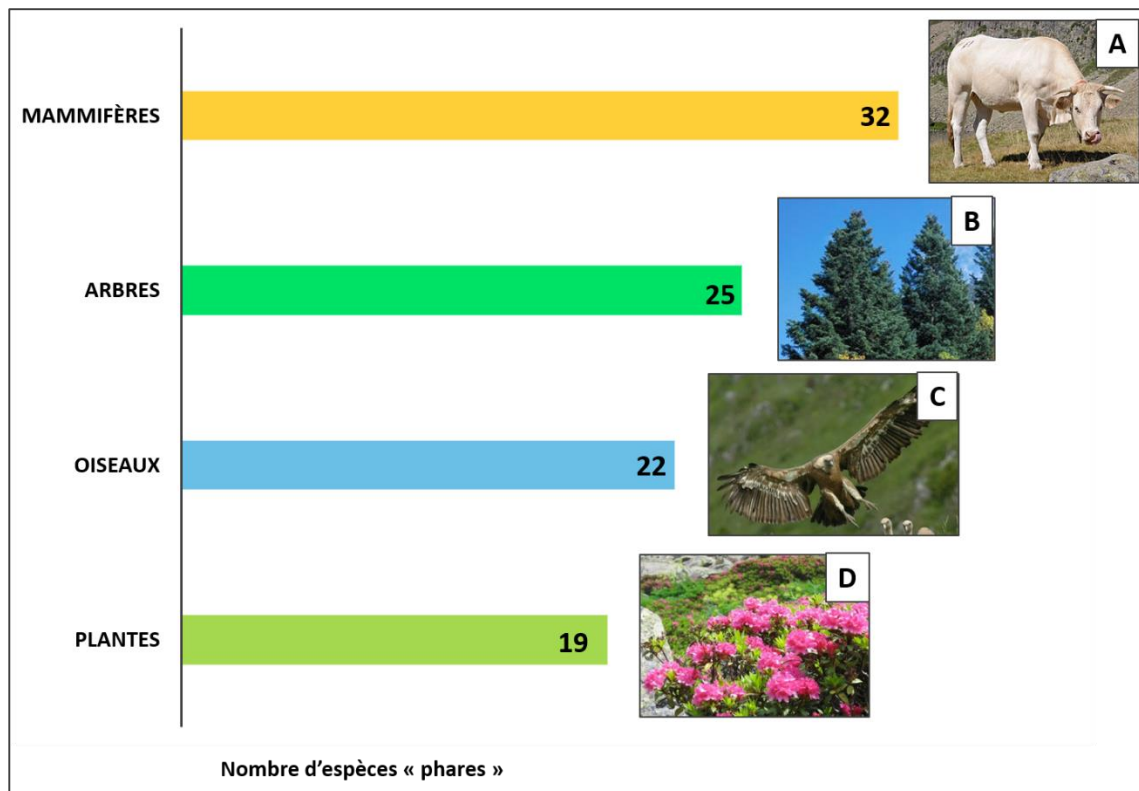 A
MAMMIFÈRES
32
B
ARBRES
25
C
OISEAUX
22
D
PLANTES
19
Nombre d'espèces « phares »